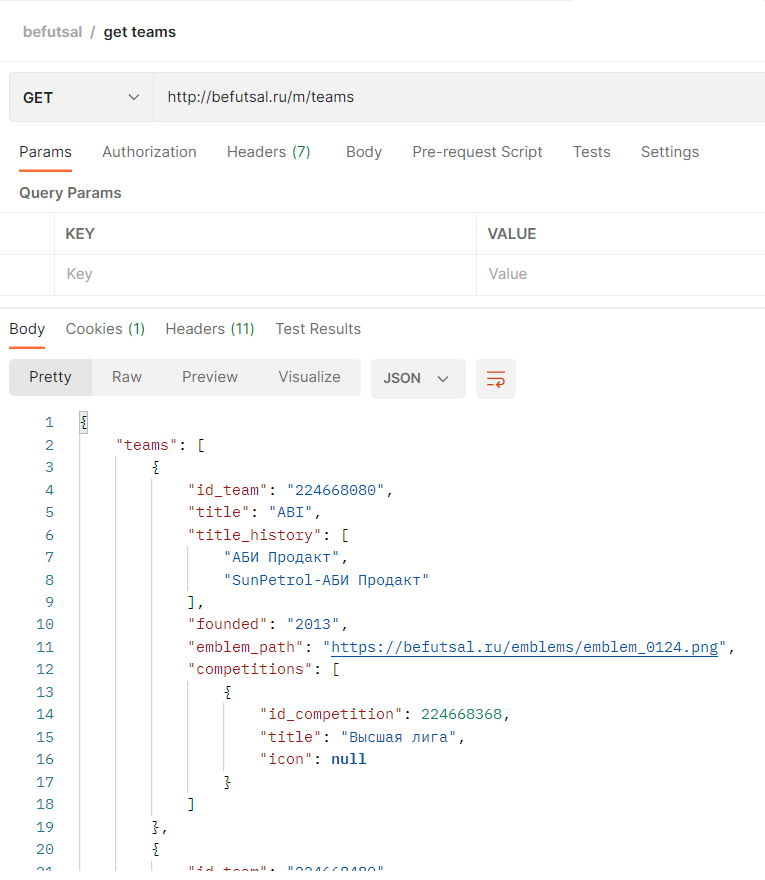 befutsal / get teams
GET http://befutsal.ru/m/teams
Params Authorization Headers (7) Body Pre-request Script Tests Settings
Query Params
KEY VALUE
Key Value
Body Cookies (1) Headers (11) Test Results
Pretty Raw Preview Visualize JSON
1 {
2 "teams": [
3 {
4 "id_team": "224668080",
5 "title": "ABI",
6 "title_history": [
7 "АБИ Продакт",
8 "SunPetrol-АБИ Продакт"
9 ],
10 "founded": "2013",
11 "emblem_path": "https://befutsal.ru/emblems/emblem_0124.png",
12 "competitions": [
13 {
14 "id_competition": 224668368,
15 "title": "Высшая лига",
16 "icon": null
17 }
18 ]
19 },
20 {
21 "id_team": "224668480"